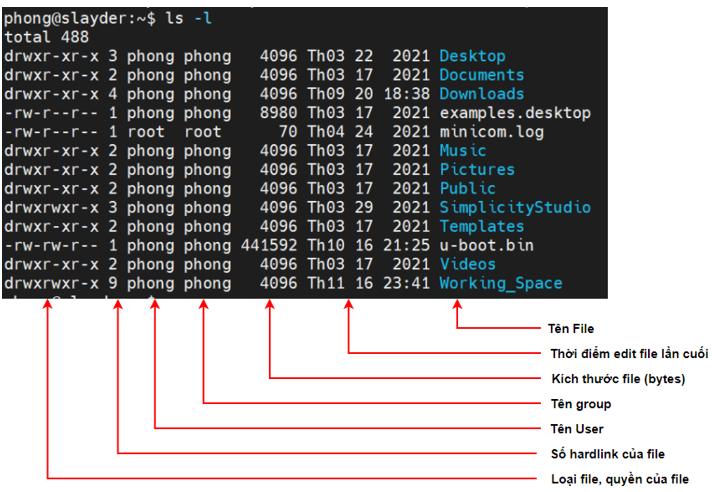 phong@slayder:~$ ls -l
total 488
drwxr-xr-x 3 phong phong   4096 Th03 22  2021 Desktop
drwxr-xr-x 2 phong phong   4096 Th03 17  2021 Documents
drwxr-xr-x 4 phong phong   4096 Th09 20 18:38 Downloads
-rw-r--r-- 1 phong phong   8980 Th03 17  2021 examples.desktop
-rw-r--r-- 1 root  root      70 Th04 24  2021 minicom.log
drwxr-xr-x 2 phong phong   4096 Th03 17  2021 Music
drwxr-xr-x 2 phong phong   4096 Th03 17  2021 Pictures
drwxr-xr-x 2 phong phong   4096 Th03 17  2021 Public
drwxrwxr-x 3 phong phong   4096 Th03 29  2021 SimplicityStudio
drwxr-xr-x 2 phong phong   4096 Th03 17  2021 Templates
-rw-rw-r-- 1 phong phong 441592 Th10 16 21:25 u-boot.bin
drwxr-xr-x 2 phong phong   4096 Th03 17  2021 Videos
drwxrwxr-x 9 phong phong   4096 Th11 16 23:41 Working_Space
Tên File
Thời điểm edit file lần cuối
Kích thước file (bytes)
Tên group
Tên User
Số hardlink của file
Loại file, quyền của file